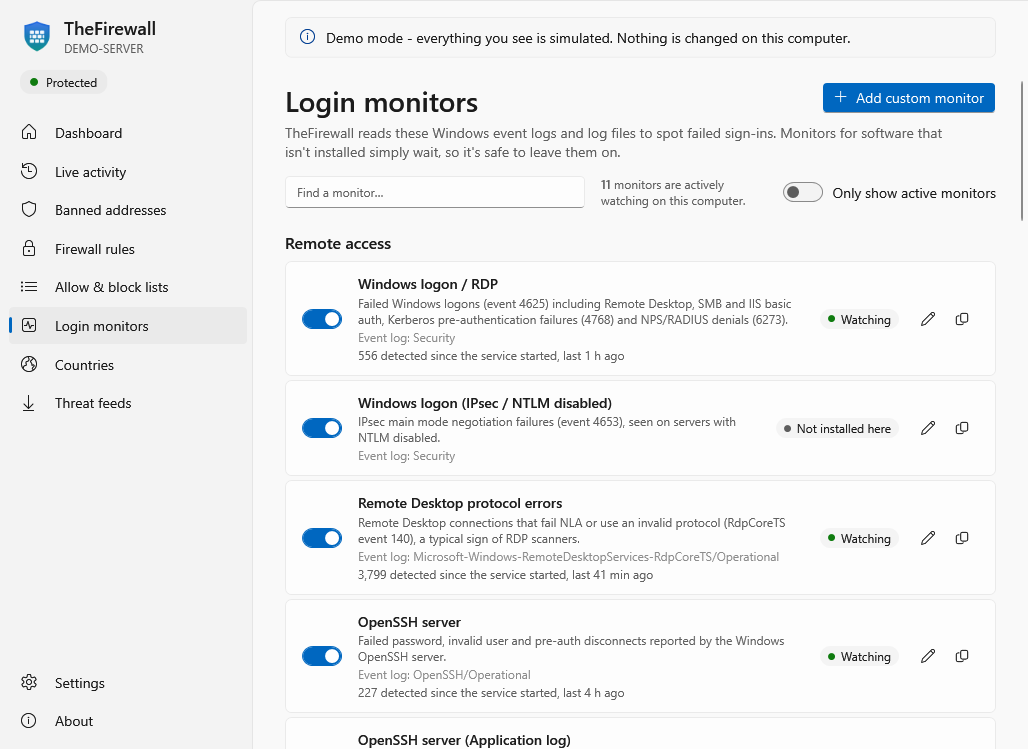 TheFirewall
DEMO-SERVER
Protected
Dashboard
Live activity
Banned addresses
Firewall rules
Allow & block lists
Login monitors
Countries
Threat feeds
Settings
About
Demo mode - everything you see is simulated. Nothing is changed on this computer.
Login monitors
Add custom monitor
TheFirewall reads these Windows event logs and log files to spot failed sign-ins. Monitors for software that
isn't installed simply wait, so it's safe to leave them on.
Find a monitor...
11 monitors are actively
watching on this computer.
Only show active monitors
Remote access
Windows logon / RDP
Failed Windows logons (event 4625) including Remote Desktop, SMB and IIS basic
auth, Kerberos pre-authentication failures (4768) and NPS/RADIUS denials (6273).
Event log: Security
556 detected since the service started, last 1 h ago
Watching
Windows logon (IPsec / NTLM disabled)
IPsec main mode negotiation failures (event 4653), seen on servers with
NTLM disabled.
Event log: Security
Not installed here
Remote Desktop protocol errors
Remote Desktop connections that fail NLA or use an invalid protocol (RdpCoreTS
event 140), a typical sign of RDP scanners.
Event log: Microsoft-Windows-RemoteDesktopServices-RdpCoreTS/Operational
3,799 detected since the service started, last 41 min ago
Watching
OpenSSH server
Failed password, invalid user and pre-auth disconnects reported by the Windows
OpenSSH server.
Event log: OpenSSH/Operational
227 detected since the service started, last 4 h ago
Watching
OpenSSH server (Application log)